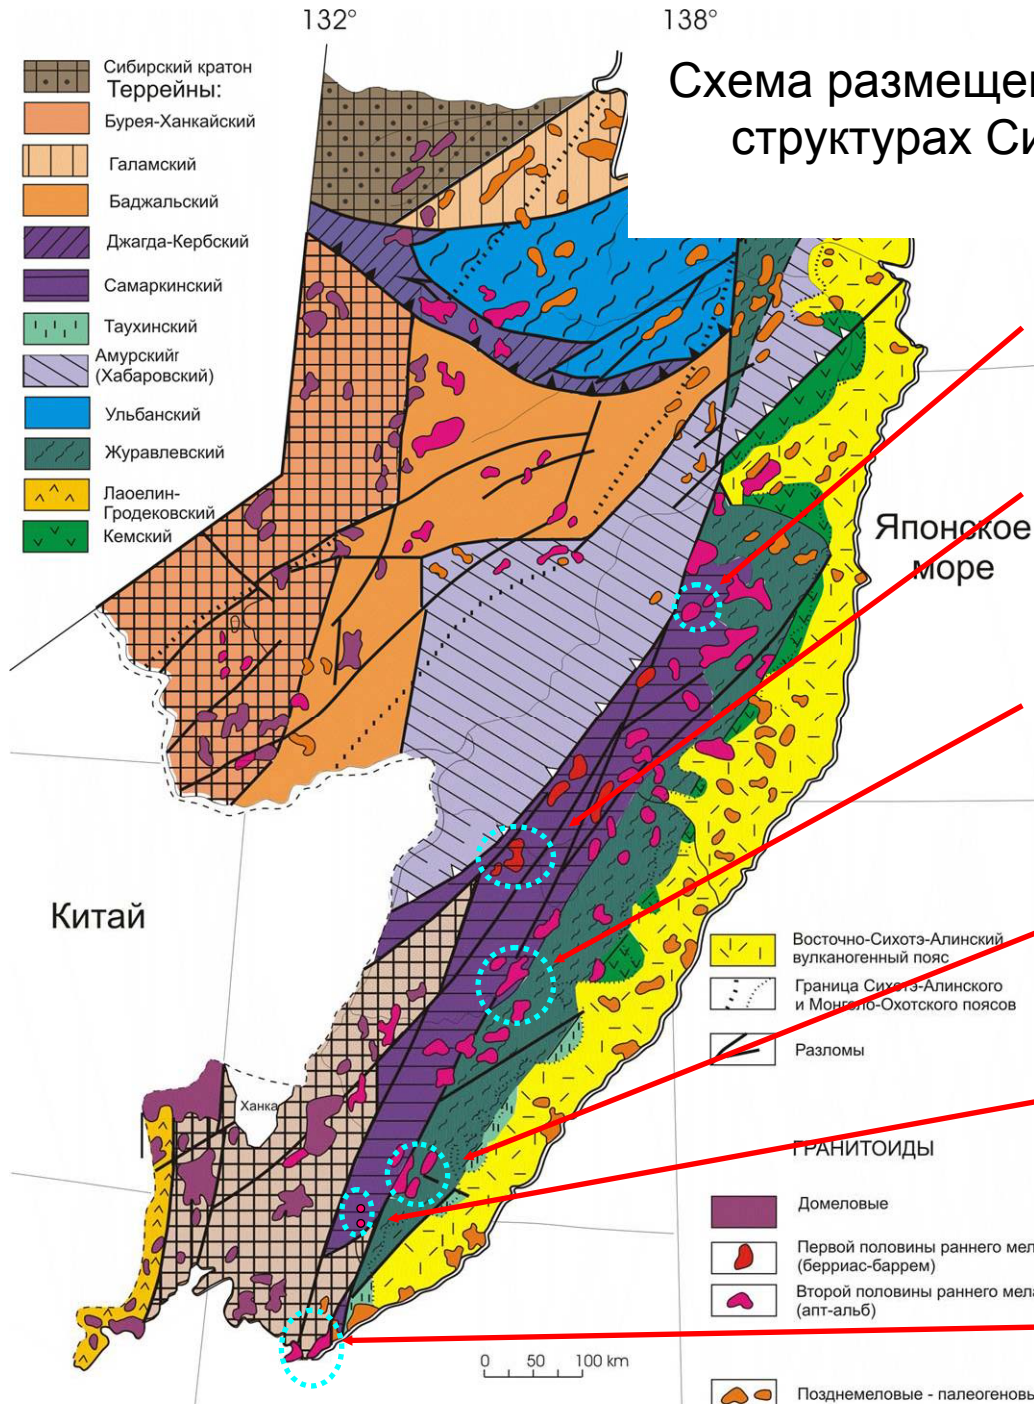 132°
138°
Схема размещен
структурах Си
Сибирский кратон
Террейны:
Бурея-Ханкайский
Галамский
Баджальский
Джагда-Кербский
Самаркинский
Таухинский
Амурскийг
(Хабаровский)
Ульбанский
Журавлевский
Лаоелин-
Гродековский
Кемский
Японское
море
Китай
Ханка
Восточно-Сихотэ-Алинский
вулканогенный пояс
Граница Сихотэ-Алинского
и Монголо-Охотского поясов
Разломы
ГРАНИТОИДЫ
Домеловые
Первой половины раннего мел
(берриас-баррем)
Второй половины раннего мела
(апт-альб)
Позднемеловые - палеогеновы
0 50 100 km